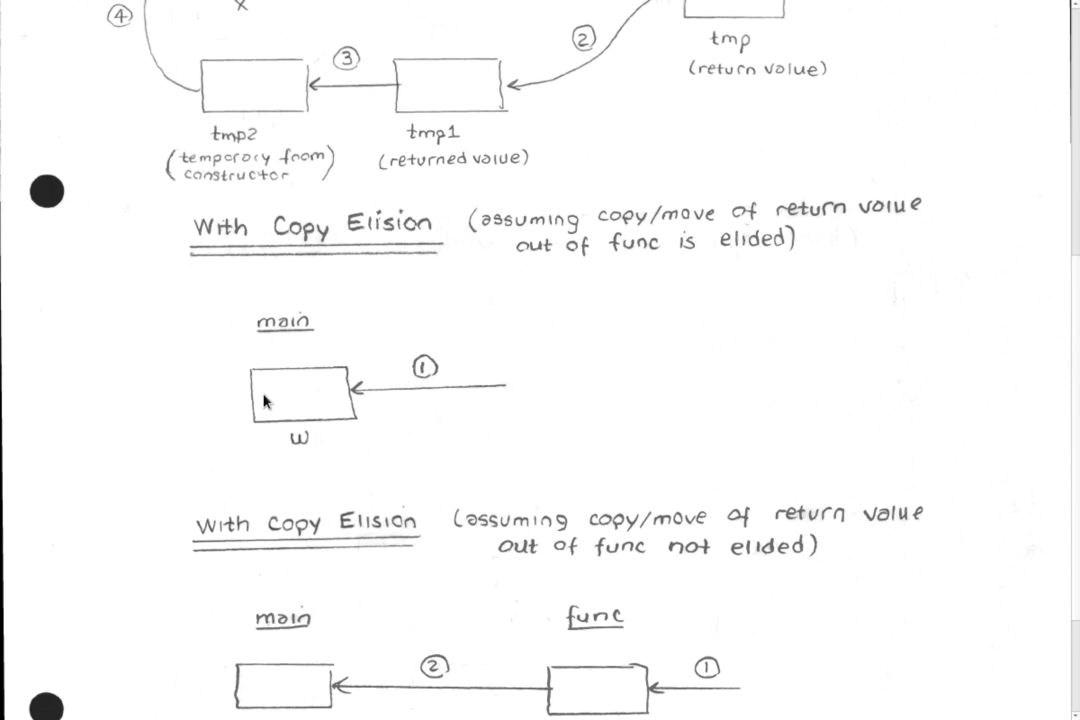 ④
x
②
tmp
(return value)
③
tmp2
tmp1
(temporary from
constructor)
(returned value)
With Copy Elision (assuming copy/move of return value
out of func is elided)
main
①
w
With Copy Elision (assuming copy/move of return value
out of func not elided)
main
func
②
①